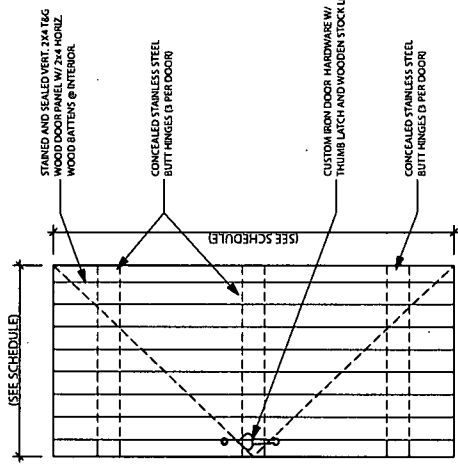 STAINED AND SEALED VERT. 2X4 T&G
WOOD DOOR PANEL W/ 2x4 HORIZ.
WOOD BATTENS @ INTERIOR.
CONCEALED STAINLESS STEEL
BUTT HINGES (3 PER DOOR)
CUSTOM IRON DOOR HARDWARE W/
THUMB LATCH AND WOODEN STOCK L
CONCEALED STAINLESS STEEL
BUTT HINGES (3 PER DOOR)
(SEE SCHEDULE)
(SEE SCHEDULE)